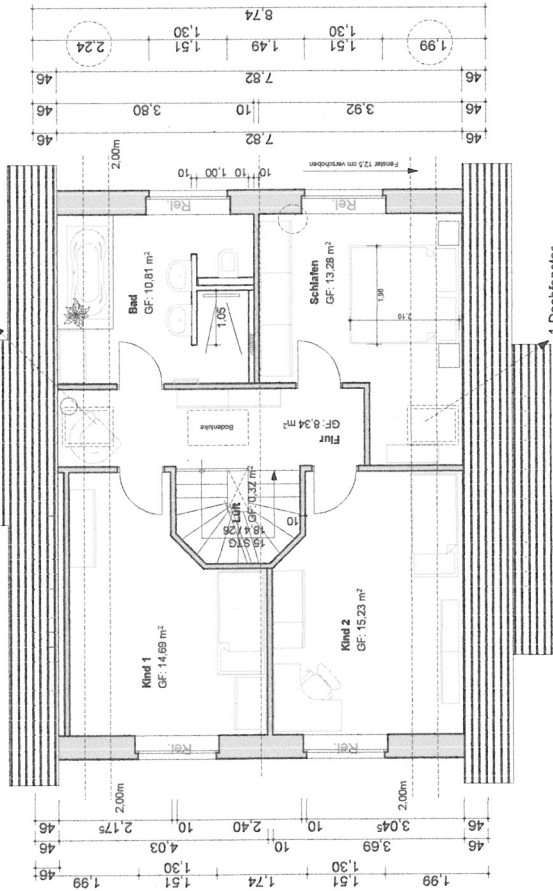 8,74
1,30
1,30
2,24
1,51
1,49
1,51
1,99
46
7,82
46
46
3,80
10
3,92
46
46
7,82
46
2,00m
10
1,00
10
10
Fenster 12,5 cm verschoben
Rel.
Rel.
Bad
GF: 10,81 m²
1,05
Schlafen
GF: 13,28 m²
1,90
2,10
Bodenluke
Flur
GF: 8,34 m²
Luft
GF: 0,32 m²
15 STG
18,4 / 26
10
Kind 1
GF: 14,69 m²
Kind 2
GF: 15,23 m²
Rel.
Rel.
2,00m
2,00m
46
2,175
10
2,40
10
3,045
46
46
4,03
10
3,69
46
46
1,30
1,30
46
1,99
1,51
1,74
1,51
1,99